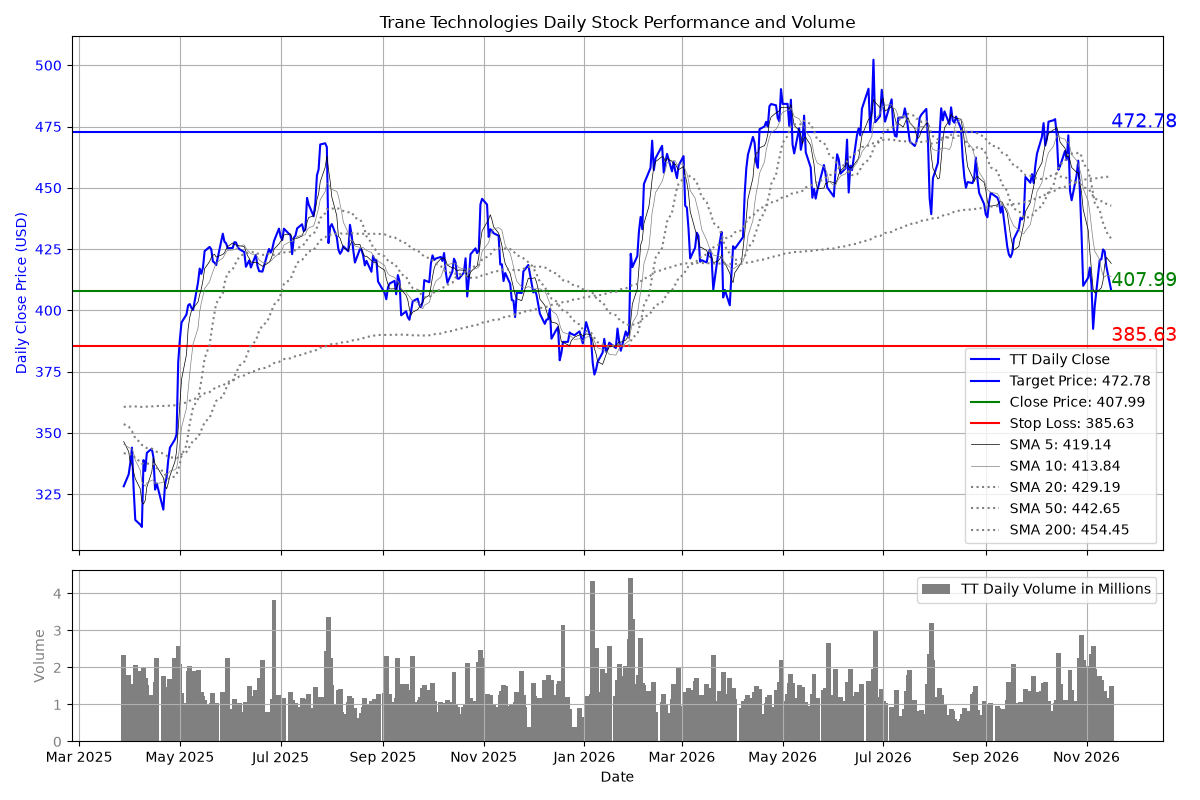 Trane Technologies Daily Stock Performance and Volume
Daily Close Price (USD)
500
475
450
425
400
375
350
325
472.78
407.99
385.63
TT Daily Close
Target Price: 472.78
Close Price: 407.99
Stop Loss: 385.63
SMA 5: 419.14
SMA 10: 413.84
SMA 20: 429.19
SMA 50: 442.65
SMA 200: 454.45
Volume
4
3
2
1
0
TT Daily Volume in Millions
Mar 2025 May 2025 Jul 2025 Sep 2025 Nov 2025 Jan 2026 Mar 2026 May 2026 Jul 2026 Sep 2026 Nov 2026
Date